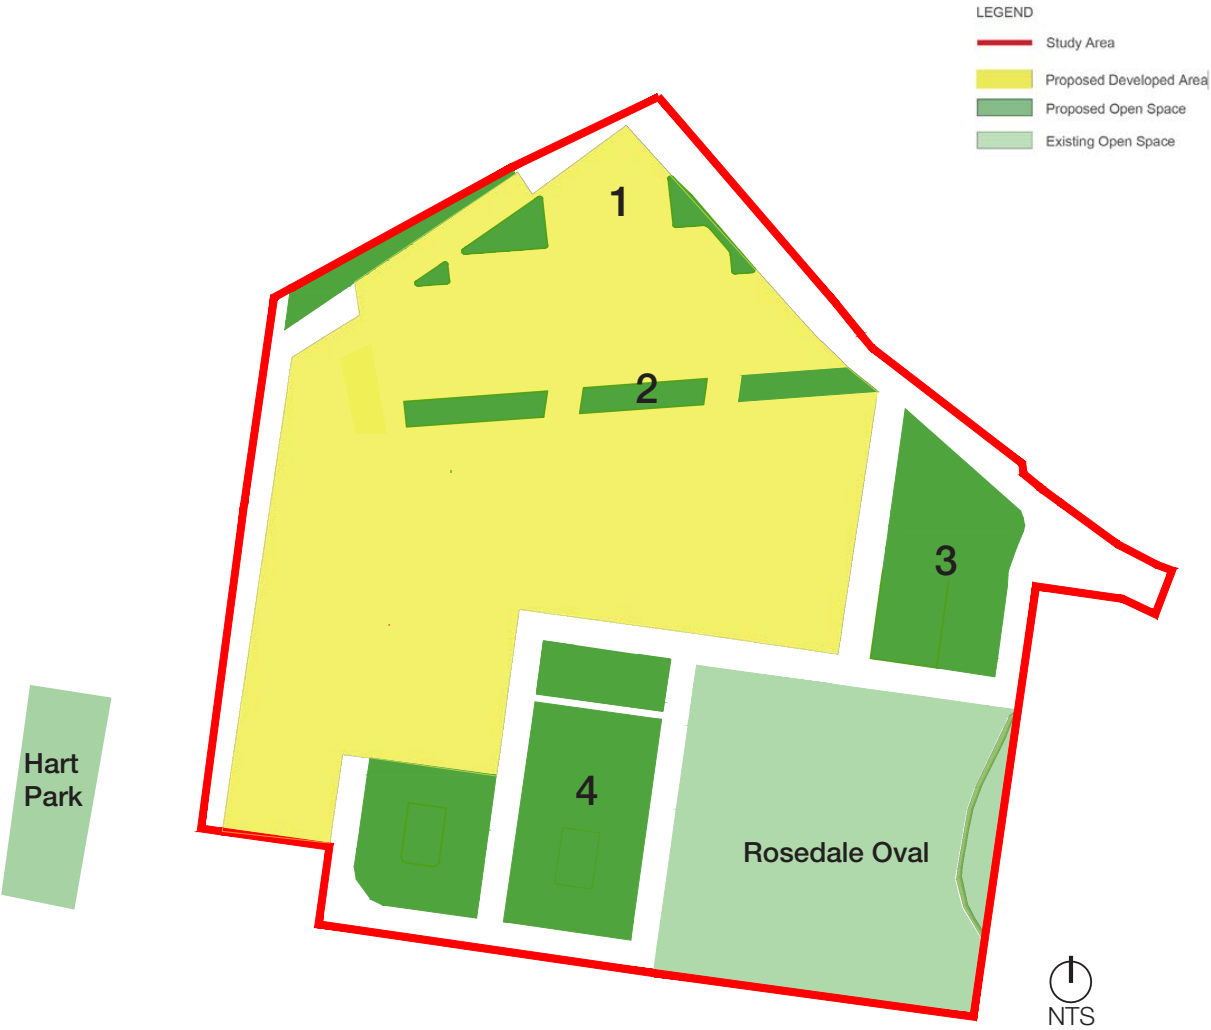 LEGEND
Study Area
Proposed Developed Area
Proposed Open Space
Existing Open Space
1
2
3
Hart
Park
4
Rosedale Oval
NTS